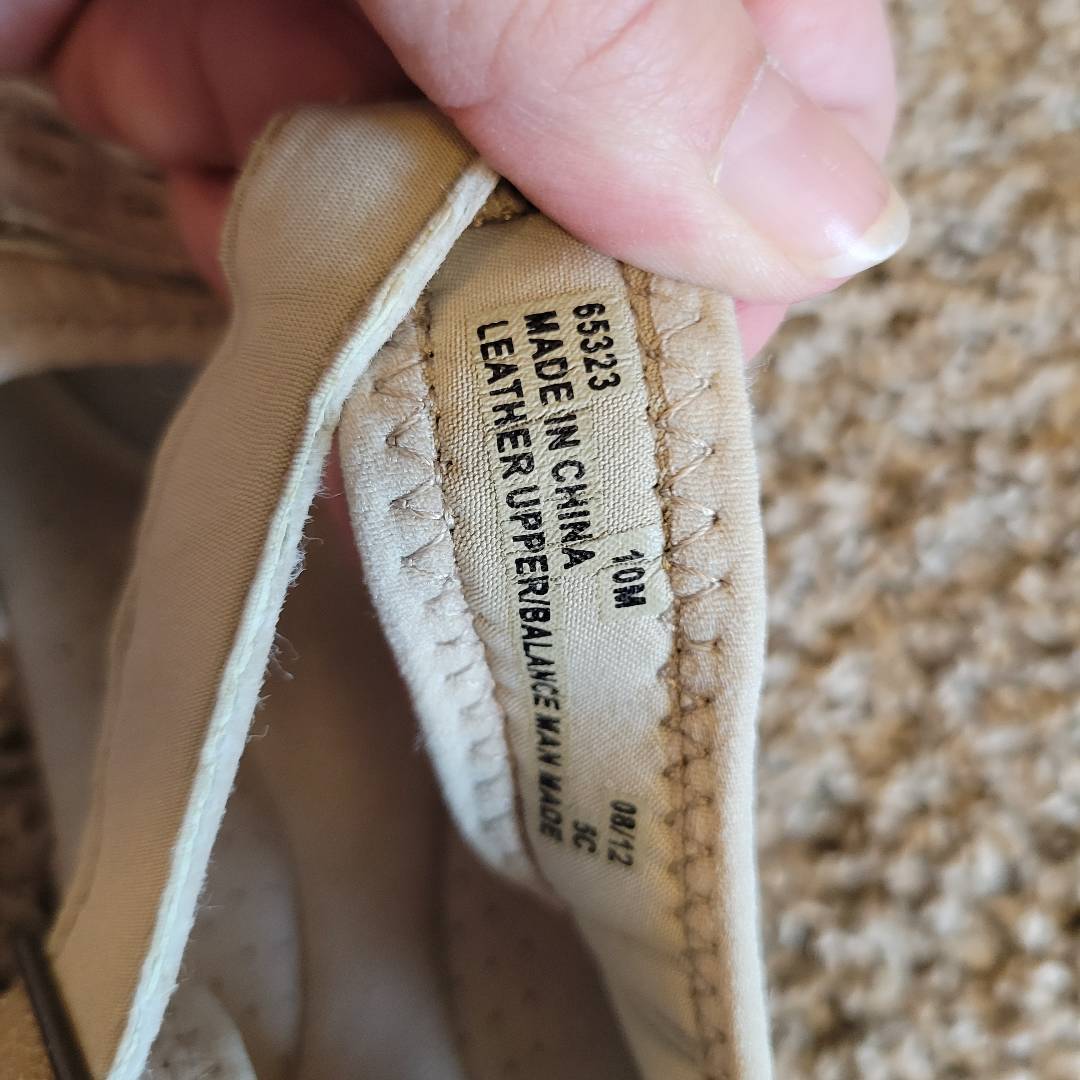 65323 10M 08/12
MADE IN CHINA 5C
LEATHER UPPER/BALANCE MAN MADE